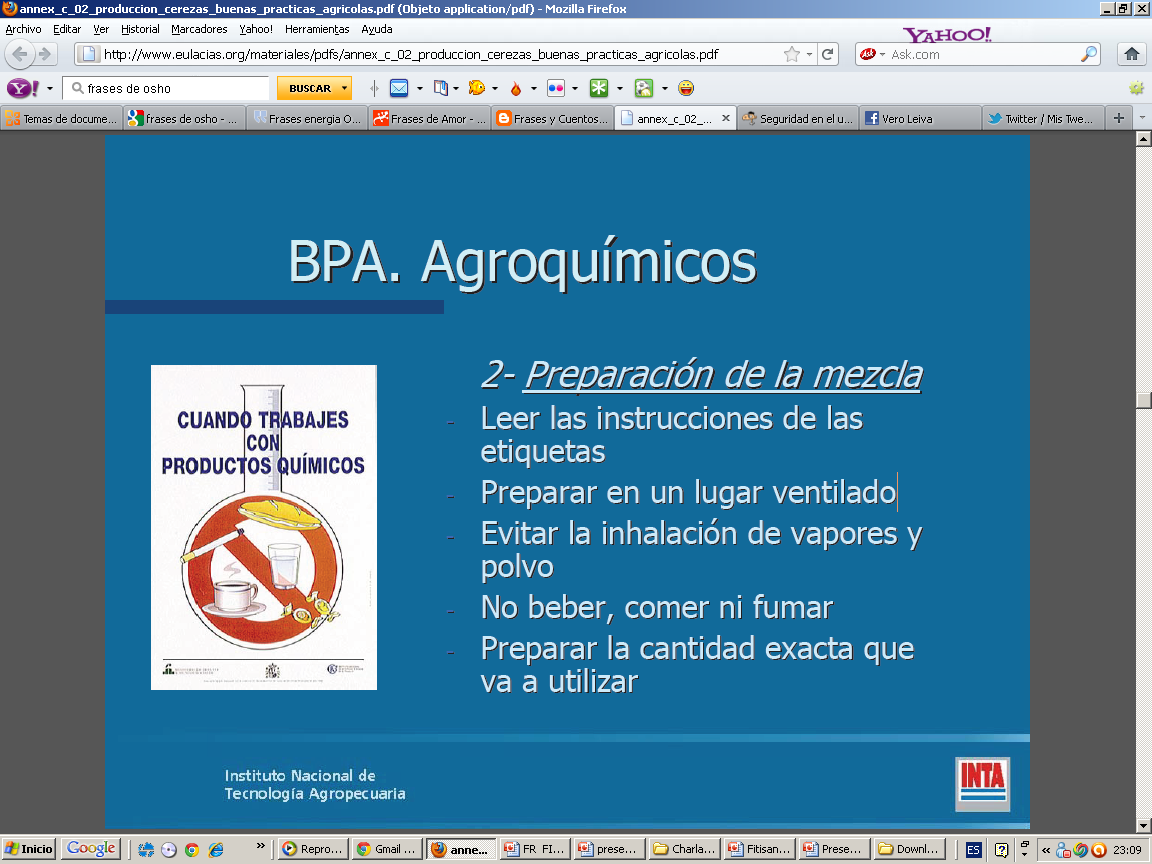 annex_c_02_produccion_cerezas_buenas_practicas_agricolas.pdf (Objeto application/pdf) - Mozilla Firefox
Archivo Editar Ver Historial Marcadores Yahoo! Herramientas Ayuda
YAHOO!
http://www.eulacias.org/materiales/pdfs/annex_c_02_produccion_cerezas_buenas_practicas_agricolas.pdf
Ask Ask.com
Y! frases de osho BUSCAR
Temas de docume... frases de osho - ... Frases energia O... Frases de Amor - ... Frases y Cuentos... annex_c_02_... Seguridad en el u... Vero Leiva Twitter / Mis Twe...
BPA. Agroquímicos
CUANDO TRABAJES
CON
PRODUCTOS QUÍMICOS
2- Preparación de la mezcla
- Leer las instrucciones de las
etiquetas
- Preparar en un lugar ventilado
- Evitar la inhalación de vapores y
polvo
- No beber, comer ni fumar
- Preparar la cantidad exacta que
va a utilizar
Instituto Nacional de
Tecnología Agropecuaria
INTA
Inicio Google » Repro... Gmail ... anne... FR FI... prese... Charla... Fitisan... Prese... Downl... ES « 23:09